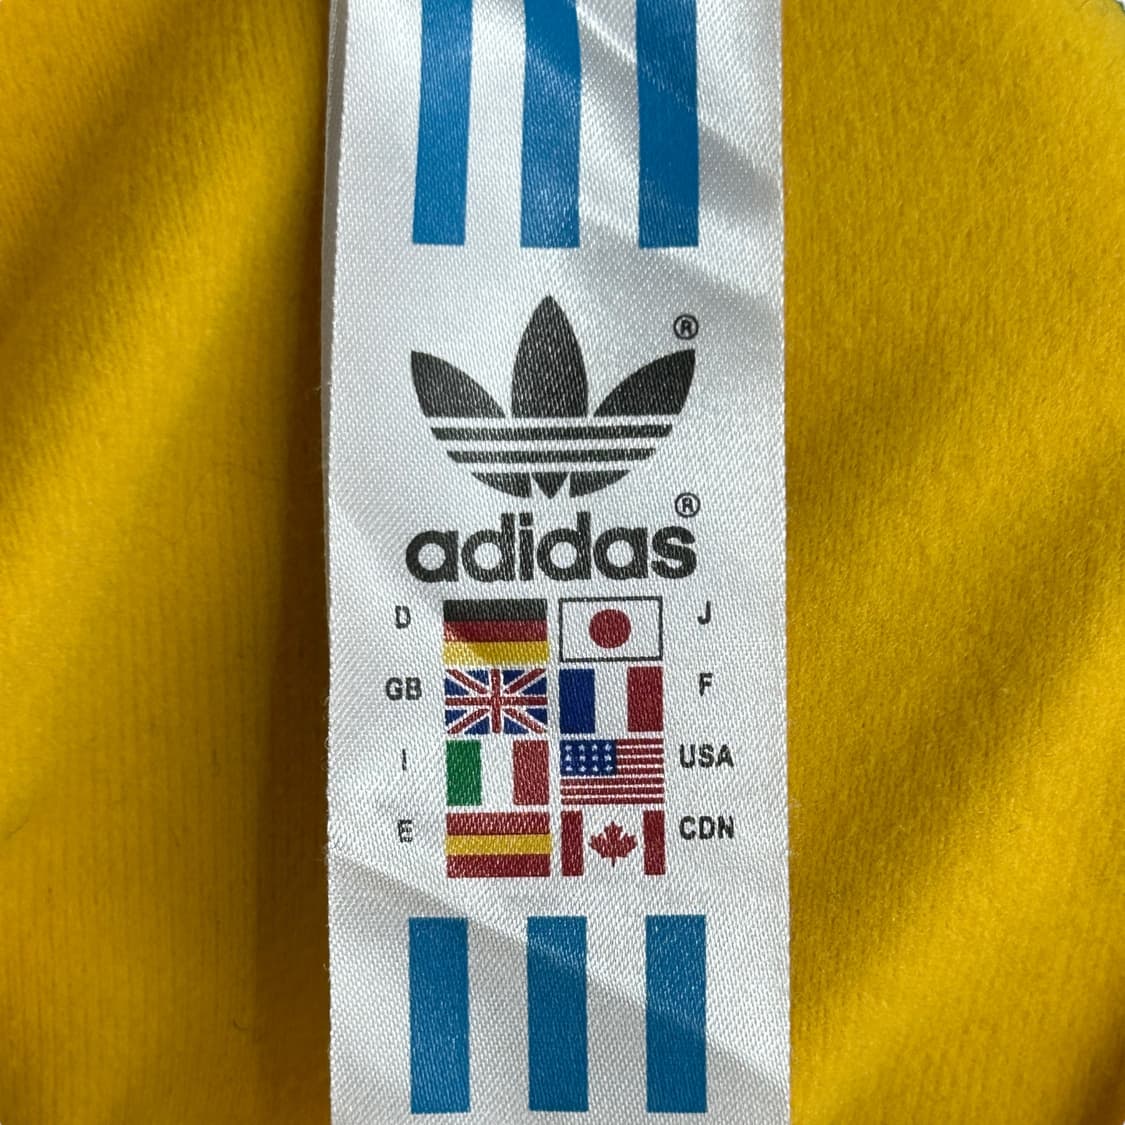 ®
adidas®
D J
GB F
I USA
E CDN